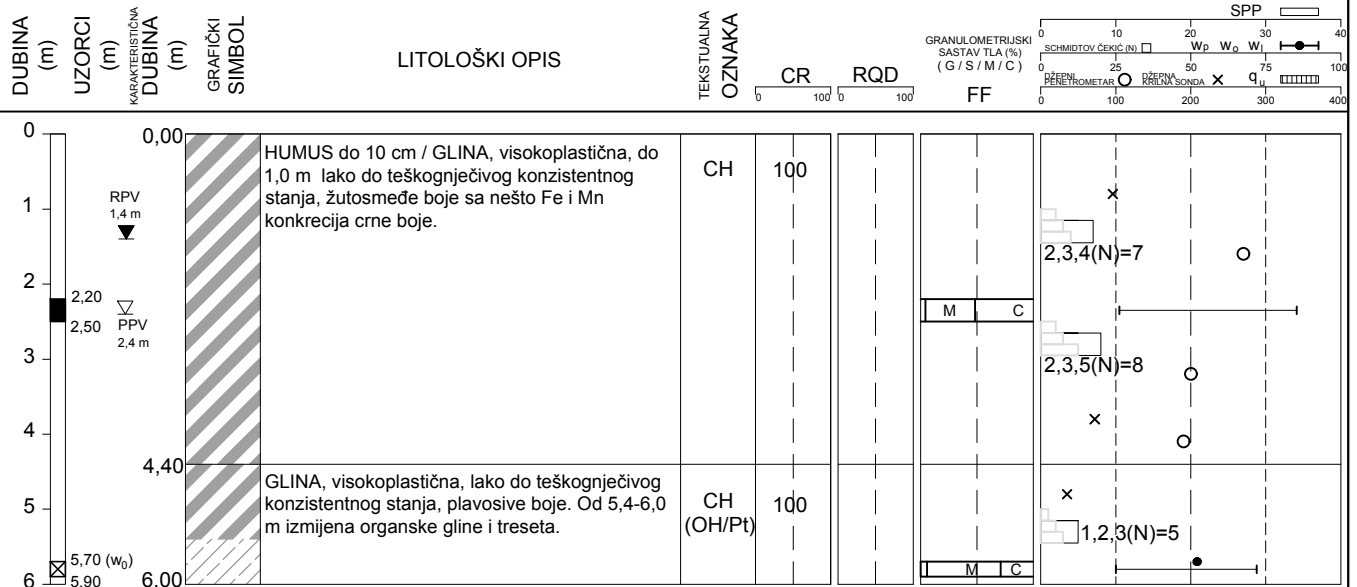 DUBINA (m)
UZORCI (m)
KARAKTERISTIČNA DUBINA (m)
GRAFIČKI SIMBOL
LITOLOŠKI OPIS
TEKSTUALNA OZNAKA
CR
0 100
RQD
0 100
GRANULOMETRIJSKI
SASTAV TLA (%)
( G / S / M / C )
FF
SPP
0 10 20 30 40
SCHMIDTOV ČEKIĆ (N) wP wo wl
0 25 50 75 100
DŽEPNI PENETROMETAR DŽEPNA KRILNA SONDA qu
0 100 200 300 400
0
0,00
HUMUS do 10 cm / GLINA, visokoplastična, do
1,0 m lako do teškognječivog konzistentnog
stanja, žutosmeđe boje sa nešto Fe i Mn
konkrecija crne boje.
CH
100
1
RPV
1,4 m
2,3,4(N)=7
2
2,20
2,50
PPV
2,4 m
M C
3
2,3,5(N)=8
4
4,40
GLINA, visokoplastična, lako do teškognječivog
konzistentnog stanja, plavosive boje. Od 5,4-6,0
m izmijena organske gline i treseta.
CH
(OH/Pt)
100
5
1,2,3(N)=5
5,70 (w0)
5,90
M C
6
6,00